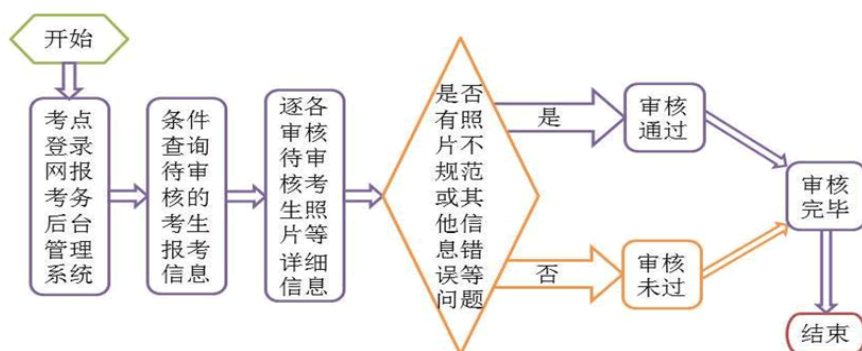 开始
考点
登录
网报
考务
后台
管理
系统
条件
查询
待审
核的
考生
报考
信息
逐各
审核
待审
核考
生照
片等
详细
信息
是否
有照
片不
规范
或其
他信
息错
误等
问题
是
审核
通过
否
审核
未过
审核
完毕
结束